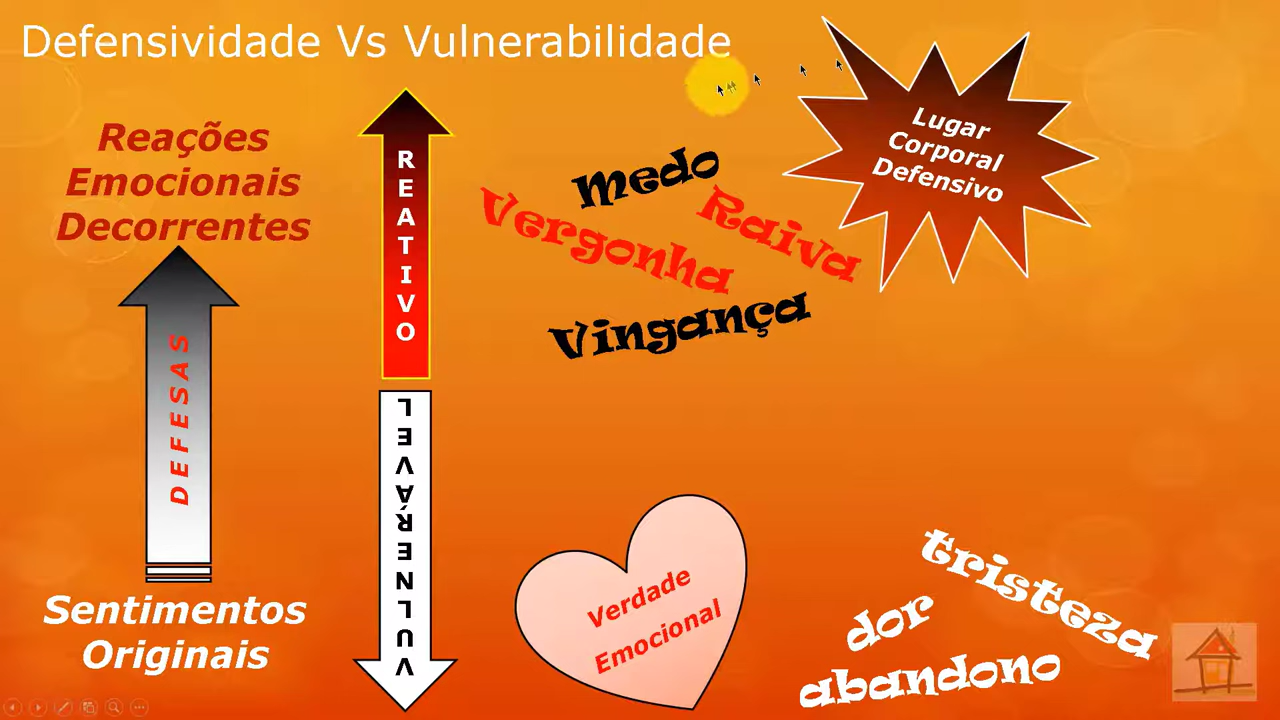 Defensividade Vs Vulnerabilidade
Reações
Emocionais
Decorrentes
DEFESAS
Sentimentos
Originais
REATIVO
VULNERÁVEL
Medo
Raiva
Vergonha
Vingança
Lugar
Corporal
Defensivo
Verdade
Emocional
tristeza
dor
abandono